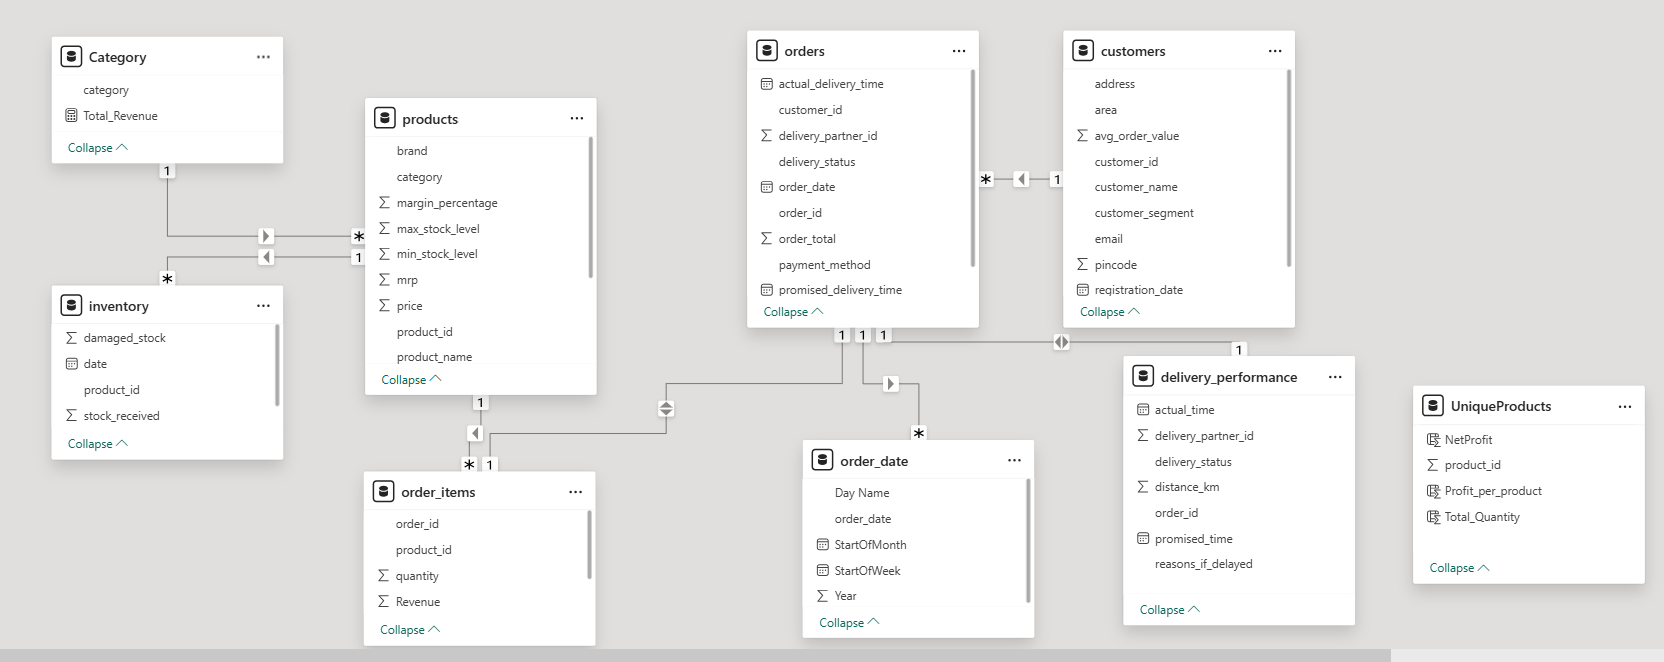 Category
category
Total_Revenue
Collapse
1
*
1
*
inventory
damaged_stock
date
product_id
stock_received
Collapse
products
brand
category
margin_percentage
max_stock_level
min_stock_level
mrp
price
product_id
product_name
Collapse
1
* 1
order_items
order_id
product_id
quantity
Revenue
Collapse
orders
actual_delivery_time
customer_id
delivery_partner_id
delivery_status
order_date
order_id
order_total
payment_method
promised_delivery_time
Collapse
* 1
customers
address
area
avg_order_value
customer_id
customer_name
customer_segment
email
pincode
registration_date
Collapse
1 1 1
*
1
order_date
Day Name
order_date
StartOfMonth
StartOfWeek
Year
Collapse
delivery_performance
actual_time
delivery_partner_id
delivery_status
distance_km
order_id
promised_time
reasons_if_delayed
Collapse
UniqueProducts
NetProfit
product_id
Profit_per_product
Total_Quantity
Collapse